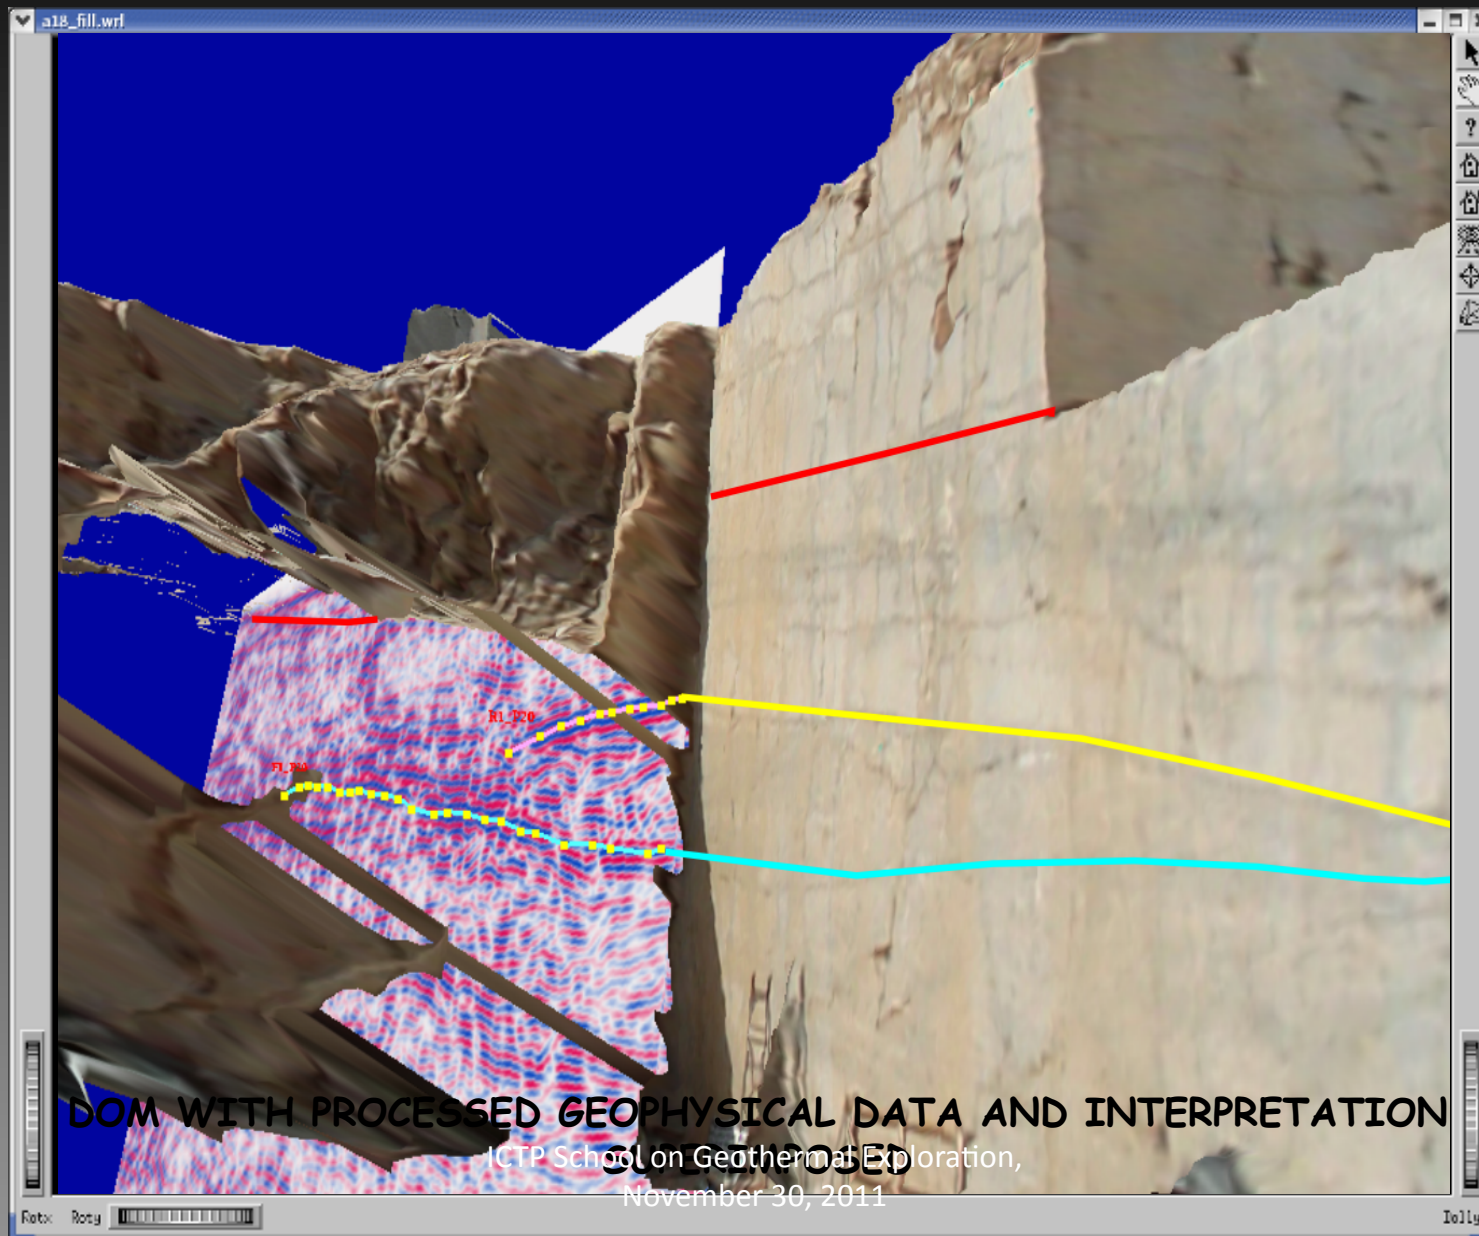 a18_fill.wrl
?
R1_P20
DOM WITH PROCESSED GEOPHYSICAL DATA AND INTERPRETATION
SUPERIMPOSED
ICTP School on Geothermal Exploration,
November 30, 2011
Rotx Roty